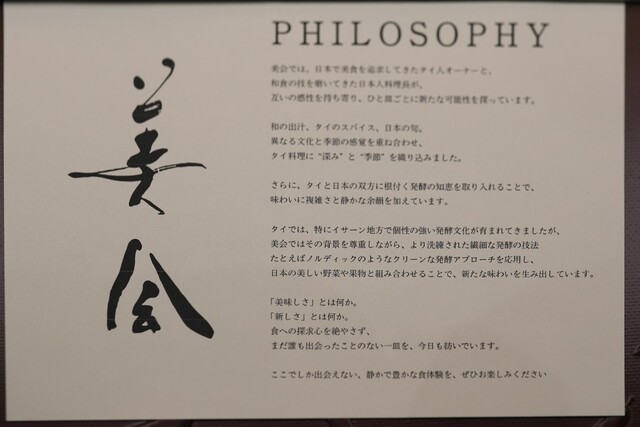 美会
PHILOSOPHY
美会では、日本で美食を追求してきたタイ人オーナーと、
和食の技を磨いてきた日本人料理長が、
互いの感性を持ち寄り、ひと皿ごとに新たな可能性を探っています。
和の出汁、タイのスパイス、日本の旬。
異なる文化と季節の感覚を重ね合わせ、
タイ料理に“深み”と“季節”を織り込みました。
さらに、タイと日本の双方に根付く発酵の知恵を取り入れることで、
味わいに複雑さと静かな余韻を加えています。
タイでは、特にイサーン地方で個性の強い発酵文化が育まれてきましたが、
美会ではその背景を尊重しながら、より洗練された繊細な発酵の技法
たとえばノルディックのようなクリーンな発酵アプローチを応用し、
日本の美しい野菜や果物と組み合わせることで、新たな味わいを生み出しています。
「美味しさ」とは何か。
「新しさ」とは何か。
食への探求心を絶やさず、
まだ誰も出会ったことのない一皿を、今日も紡いでいます。
ここでしか出会えない、静かで豊かな食体験を、ぜひお楽しみください